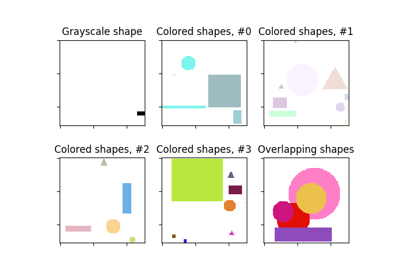 Grayscale shape
Colored shapes, #0
Colored shapes, #1
Colored shapes, #2
Colored shapes, #3
Overlapping shapes